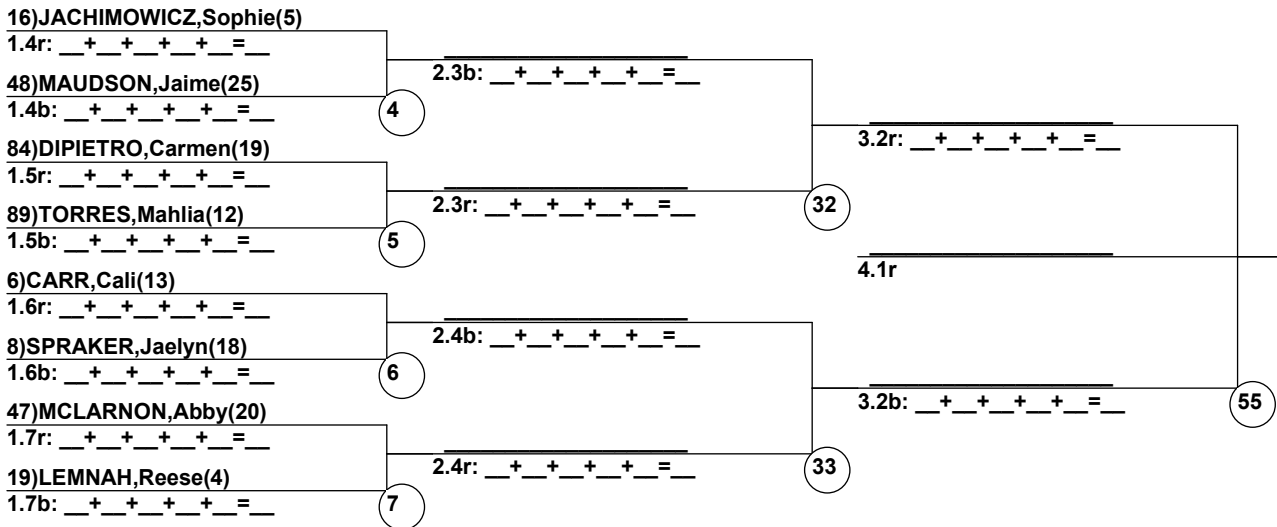 16)JACHIMOWICZ,Sophie(5)
1.4r: __+__+__+__+__=__
2.3b: __+__+__+__+__=__
48)MAUDSON,Jaime(25)
1.4b: __+__+__+__+__=__
4
3.2r: __+__+__+__+__=__
84)DIPIETRO,Carmen(19)
1.5r: __+__+__+__+__=__
2.3r: __+__+__+__+__=__
32
89)TORRES,Mahlia(12)
1.5b: __+__+__+__+__=__
5
4.1r
6)CARR,Cali(13)
1.6r: __+__+__+__+__=__
2.4b: __+__+__+__+__=__
8)SPRAKER,Jaelyn(18)
1.6b: __+__+__+__+__=__
6
3.2b: __+__+__+__+__=__
55
47)MCLARNON,Abby(20)
1.7r: __+__+__+__+__=__
2.4r: __+__+__+__+__=__
33
19)LEMNAH,Reese(4)
1.7b: __+__+__+__+__=__
7